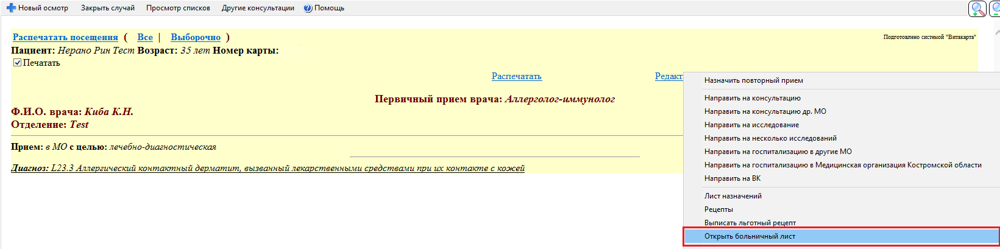 Новый осмотр Закрыть случай Просмотр списков Другие консультации Помощь
Распечатать посещения ( Все | Выборочно )
Подготовлено системой "Витакарта"
Пациент: Нерано Рин Тест Возраст: 35 лет Номер карты:
Печатать
Распечатать Редакт
Первичный прием врача: Аллерголог-иммунолог
Ф.И.О. врача: Киба К.Н.
Отделение: Test
Прием: в МО с целью: лечебно-диагностическая
Диагноз: L23.3 Аллергический контактный дерматит, вызванный лекарственными средствами при их контакте с кожей
Назначить повторный прием
Направить на консультацию
Направить на консультацию др. МО
Направить на исследование
Направить на несколько исследований
Направить на госпитализацию в другие МО
Направить на госпитализацию в Медицинская организация Костромской области
Направить на ВК
Лист назначений
Рецепты
Выписать льготный рецепт
Открыть больничный лист